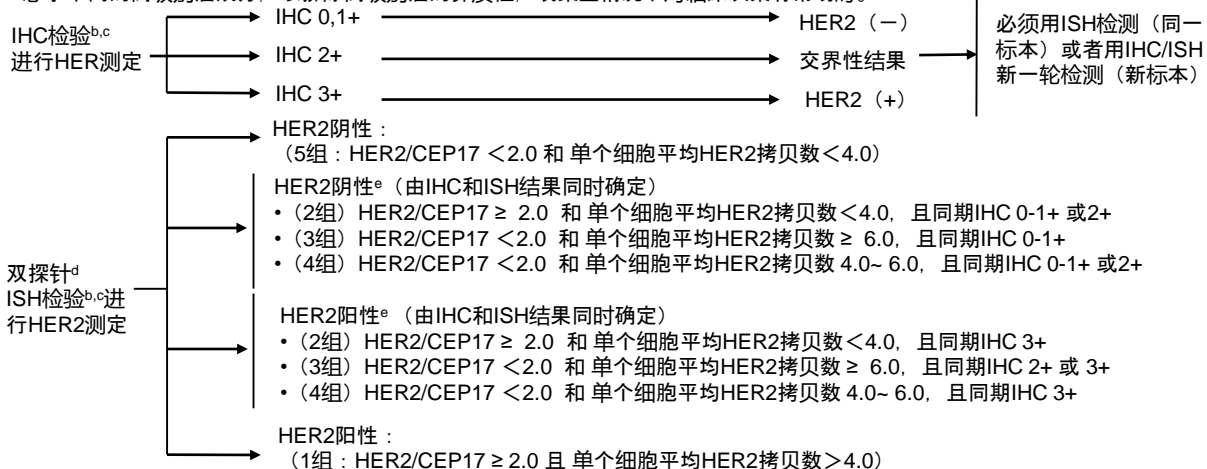 IHC检验b,c
进行HER测定
IHC 0,1+
HER2（－）
IHC 2+
交界性结果
IHC 3+
HER2（+）
必须用ISH检测（同一
标本）或者用IHC/ISH
新一轮检测（新标本）
双探针d
ISH检验b,c进
行HER2测定
HER2阴性：
（5组：HER2/CEP17 ＜2.0 和 单个细胞平均HER2拷贝数＜4.0）
HER2阴性e（由IHC和ISH结果同时确定）
•（2组）HER2/CEP17 ≥ 2.0 和 单个细胞平均HER2拷贝数＜4.0，且同期IHC 0-1+ 或2+
•（3组）HER2/CEP17 ＜2.0 和 单个细胞平均HER2拷贝数 ≥ 6.0，且同期IHC 0-1+
•（4组）HER2/CEP17 ＜2.0 和 单个细胞平均HER2拷贝数 4.0~ 6.0，且同期IHC 0-1+ 或2+
HER2阳性e （由IHC和ISH结果同时确定）
•（2组）HER2/CEP17 ≥ 2.0 和 单个细胞平均HER2拷贝数＜4.0，且同期IHC 3+
•（3组）HER2/CEP17 ＜2.0 和 单个细胞平均HER2拷贝数 ≥ 6.0，且同期IHC 2+ 或 3+
•（4组）HER2/CEP17 ＜2.0 和 单个细胞平均HER2拷贝数 4.0~ 6.0，且同期IHC 3+
HER2阳性：
（1组：HER2/CEP17 ≥ 2.0 且 单个细胞平均HER2拷贝数＞4.0）